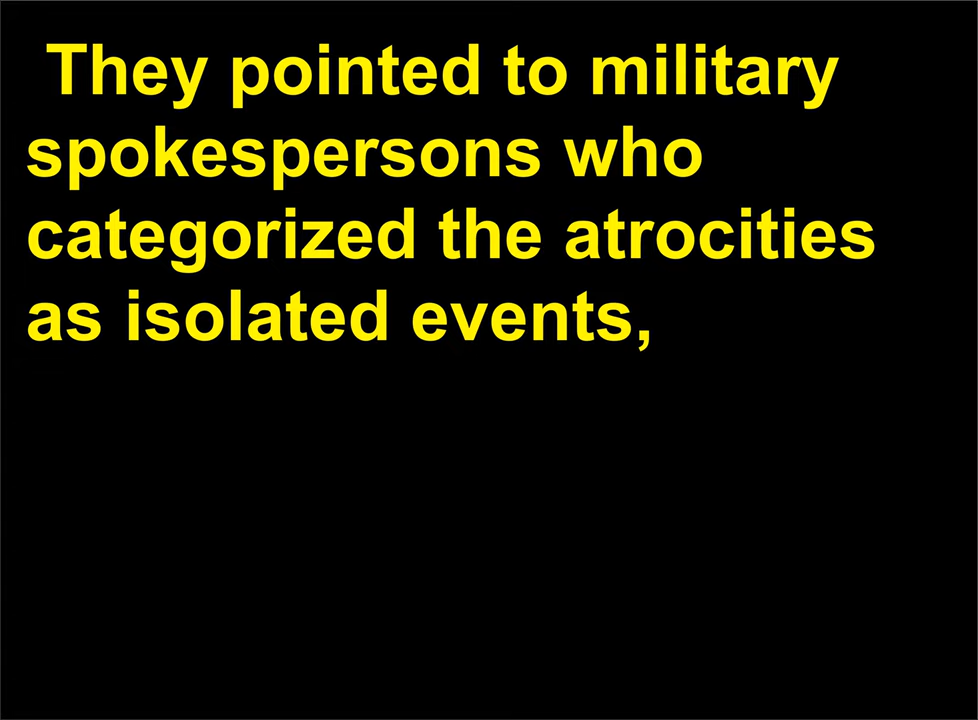 They pointed to military
spokespersons who
categorized the atrocities
as isolated events,